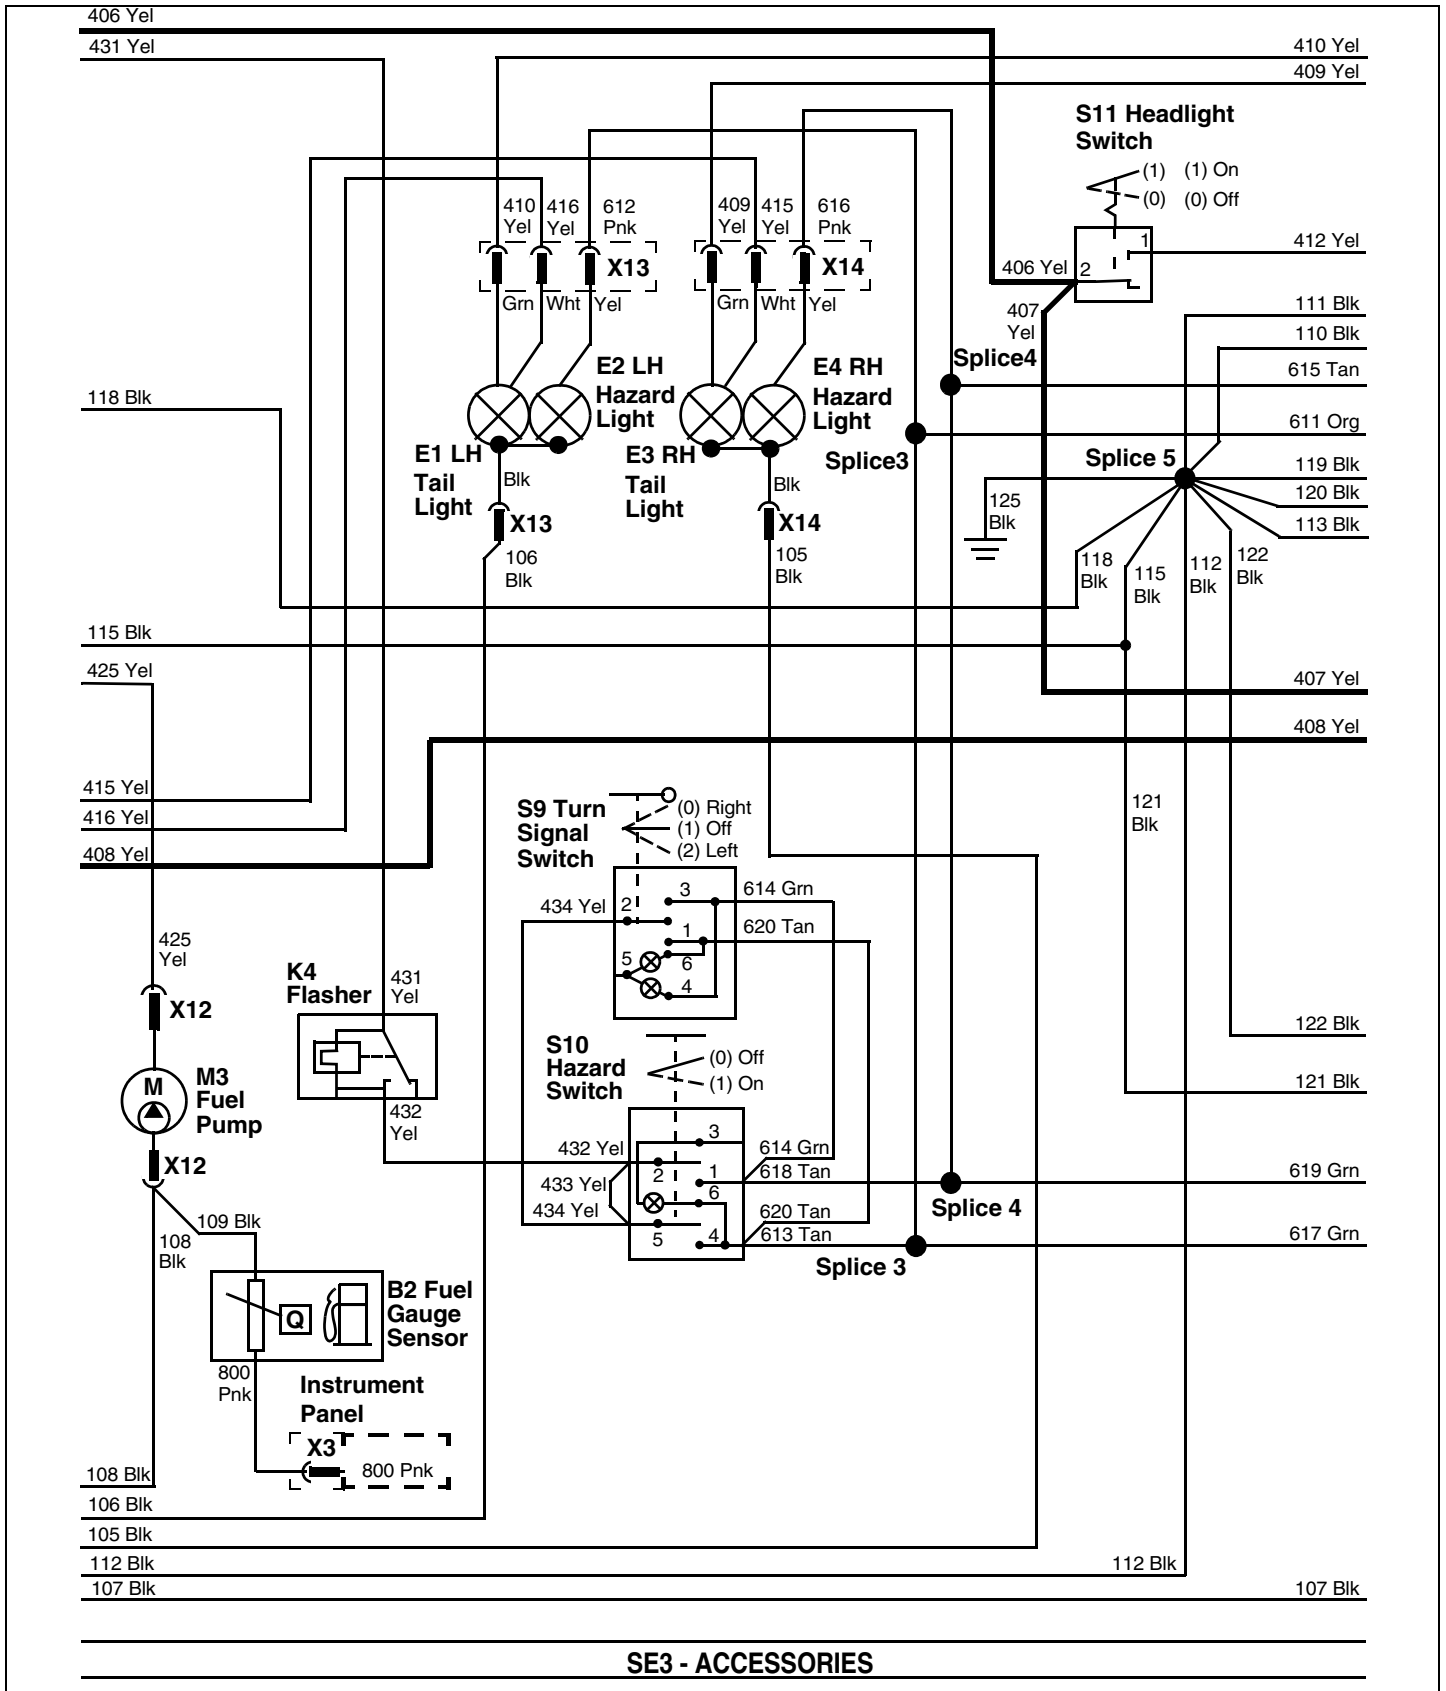 406 Yel
431 Yel
410 Yel
409 Yel
S11 Headlight
Switch
(1) (1) On
(0) (0) Off
410
Yel
416
Yel
612
Pnk
409
Yel
415
Yel
616
Pnk
1
412 Yel
X13
X14
406 Yel
2
Grn
Wht
Yel
Grn
Wht
Yel
407
Yel
111 Blk
110 Blk
Splice4
615 Tan
E2 LH
Hazard
Light
E4 RH
Hazard
Light
118 Blk
611 Org
E1 LH
Tail
Light
E3 RH
Tail
Light
Splice3
Splice 5
119 Blk
Blk
Blk
120 Blk
125
Blk
113 Blk
X13
X14
106
Blk
105
Blk
118
Blk
115
Blk
112
Blk
122
Blk
115 Blk
425 Yel
407 Yel
408 Yel
415 Yel
416 Yel
408 Yel
S9 Turn
Signal
Switch
(0) Right
(1) Off
(2) Left
121
Blk
434 Yel
2
3
614 Grn
1
620 Tan
5
6
4
425
Yel
K4
Flasher
431
Yel
X12
S10
Hazard
Switch
(0) Off
(1) On
122 Blk
M
M3
Fuel
Pump
121 Blk
432
Yel
3
432 Yel
614 Grn
X12
2
1
618 Tan
619 Grn
433 Yel
6
434 Yel
620 Tan
Splice 4
109 Blk
5
4
613 Tan
617 Grn
108
Blk
Splice 3
B2 Fuel
Gauge
Sensor
Q
800
Pnk
Instrument
Panel
X3
800 Pnk
108 Blk
106 Blk
105 Blk
112 Blk
112 Blk
107 Blk
107 Blk
SE3 - ACCESSORIES